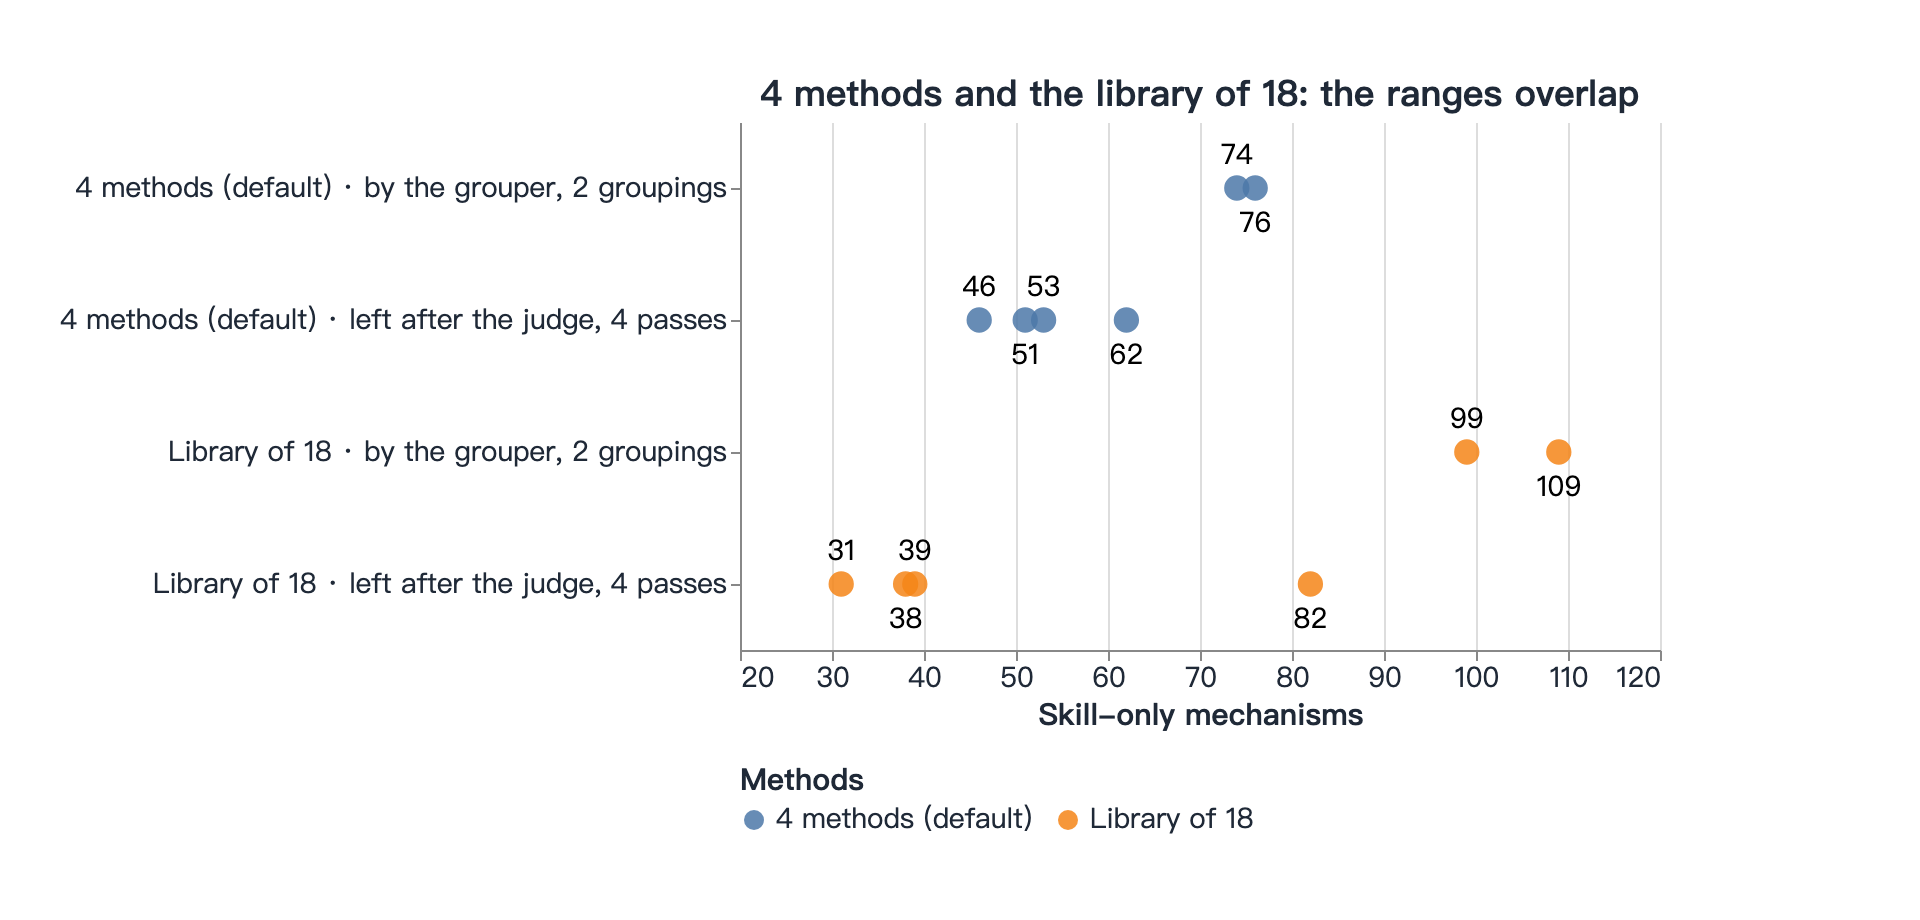 4 methods and the library of 18: the ranges overlap
4 methods (default) · by the grouper, 2 groupings
74
76
4 methods (default) · left after the judge, 4 passes
46 53
51 62
Library of 18 · by the grouper, 2 groupings
99
109
Library of 18 · left after the judge, 4 passes
31 39
38 82
20 30 40 50 60 70 80 90 100 110 120
Skill-only mechanisms
Methods
4 methods (default) Library of 18